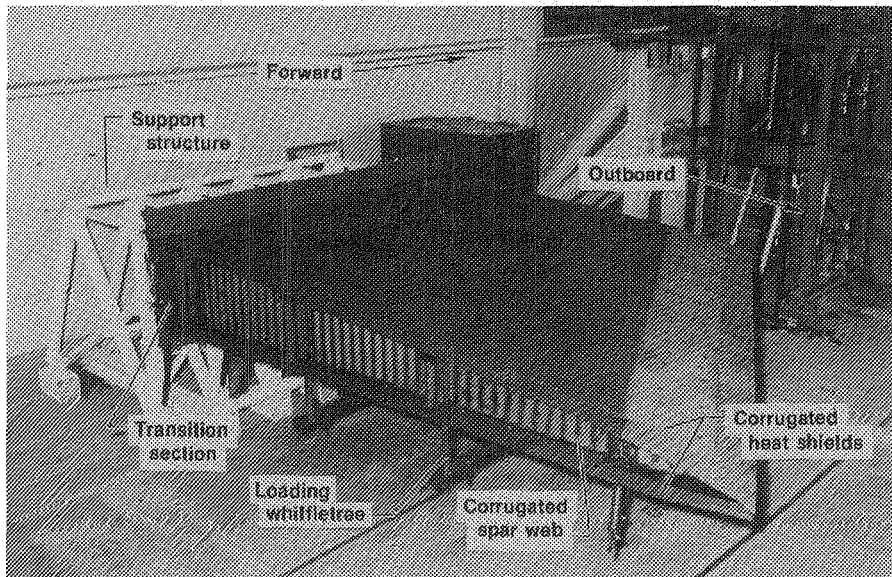 Forward
Support
structure
Outboard
Transition
section
Corrugated
heat shields
Loading
whiffletree
Corrugated
spar web